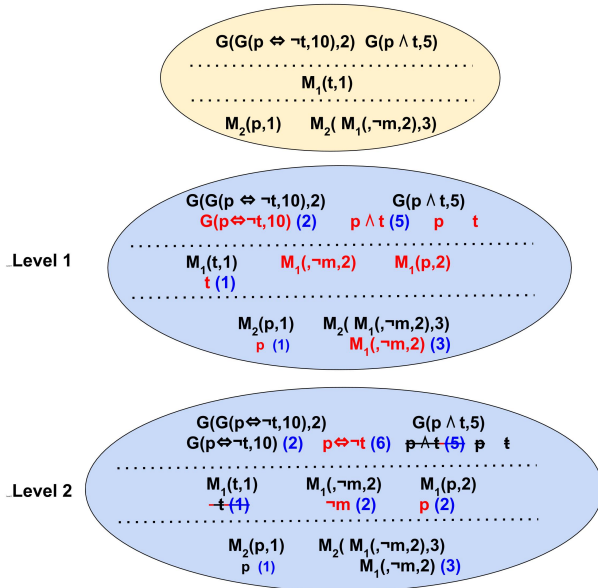 G(G(p ⇔ ¬t,10),2) G(p ∧ t,5)
M₁(t,1)
M₂(p,1) M₂( M₁(,¬m,2),3)
G(G(p ⇔ ¬t,10),2) G(p ∧ t,5)
G(p⇔¬t,10) (2) p ∧ t (5) p t
_Level 1
M₁(t,1) M₁(,¬m,2) M₁(p,2)
t (1)
M₂(p,1) M₂( M₁(,¬m,2),3)
p (1) M₁(,¬m,2) (3)
G(G(p⇔¬t,10),2) G(p ∧ t,5)
G(p⇔¬t,10) (2) p⇔¬t (6) p ∧ t (5) p t
_Level 2
M₁(t,1) M₁(,¬m,2) M₁(p,2)
t (1) ¬m (2) p (2)
M₂(p,1) M₂( M₁(,¬m,2),3)
p (1) M₁(,¬m,2) (3)